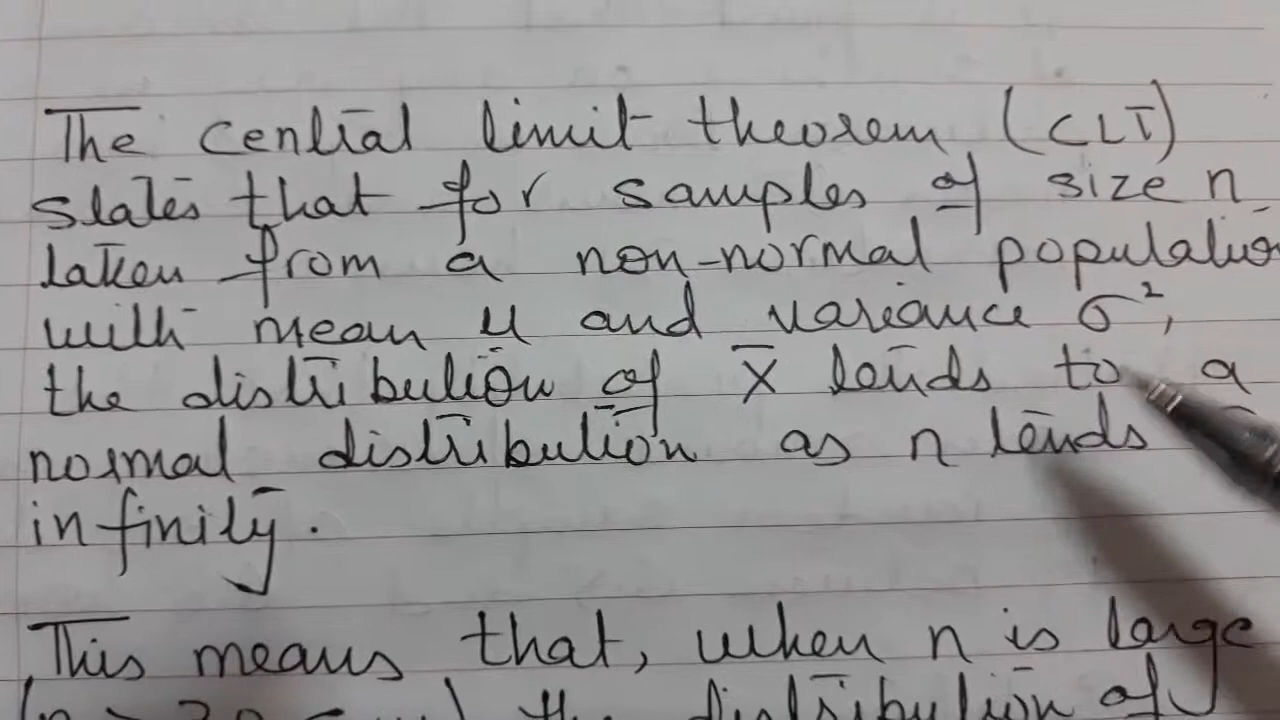 The central limit theorem (CLT)
states that for samples of size n
taken from a non-normal population
with mean μ and variance σ²,
the distribution of X̄ tends to a
normal distribution as n tends
infinity.
This means that, when n is large
the distribution of